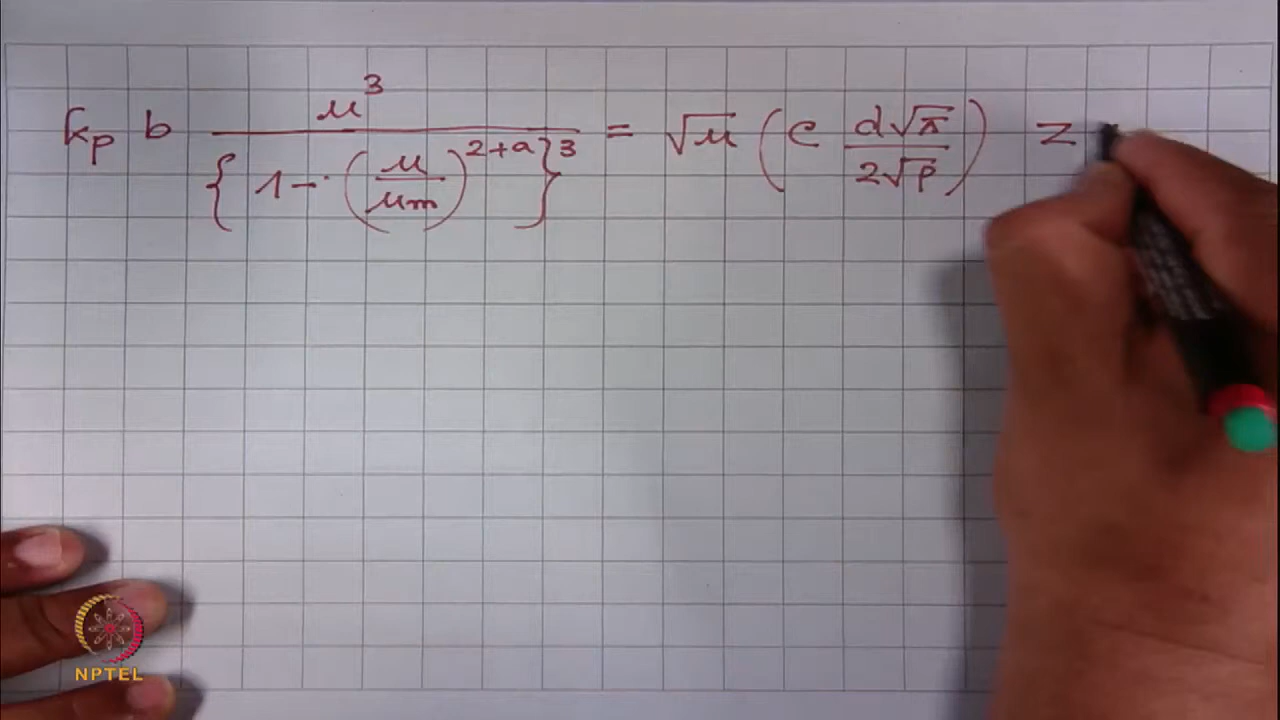 kp b μ³ / { 1 - (μ / μm)^(2+a) }³ = √μ ( e d√π / 2√p ) Z
NPTEL